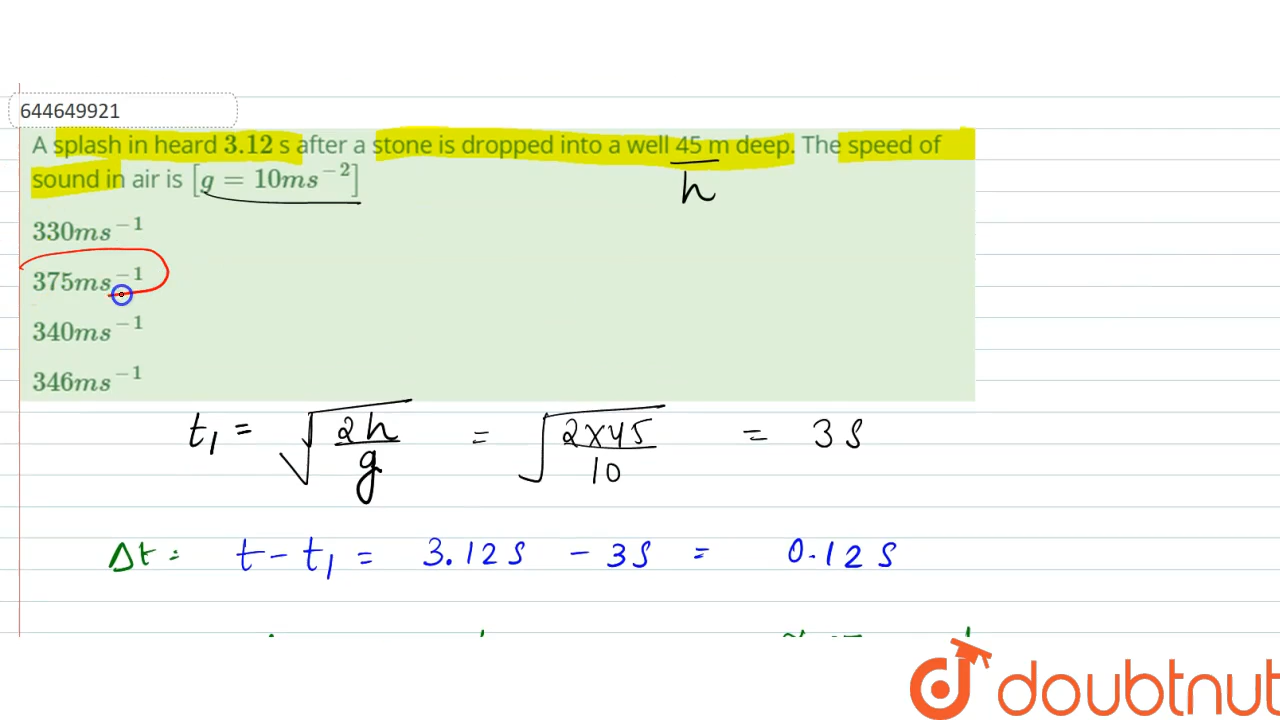 644649921
A splash in heard 3.12 s after a stone is dropped into a well 45 m deep. The speed of
sound in air is [g = 10ms⁻²]
h
330ms⁻¹
375ms⁻¹
340ms⁻¹
346ms⁻¹
t₁ = √(2h/g) = √(2×45/10) = 3 s
Δt = t - t₁ = 3.12 s - 3 s = 0.12 s
doubtnut